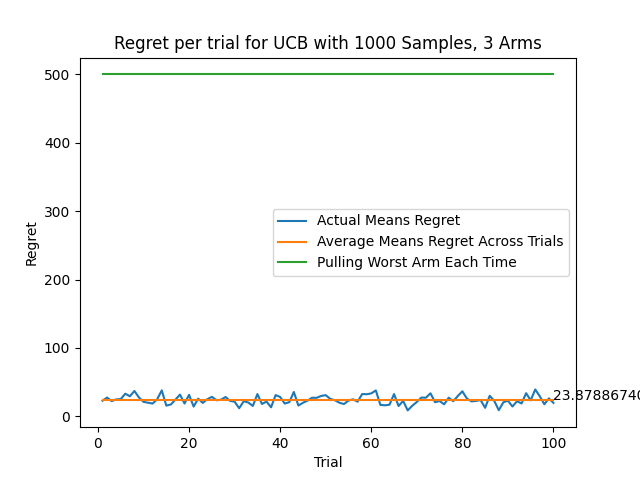 Regret per trial for UCB with 1000 Samples, 3 Arms
500
400
300
200
100
0
Regret
Actual Means Regret
Average Means Regret Across Trials
Pulling Worst Arm Each Time
23.87886740
0
20
40
60
80
100
Trial